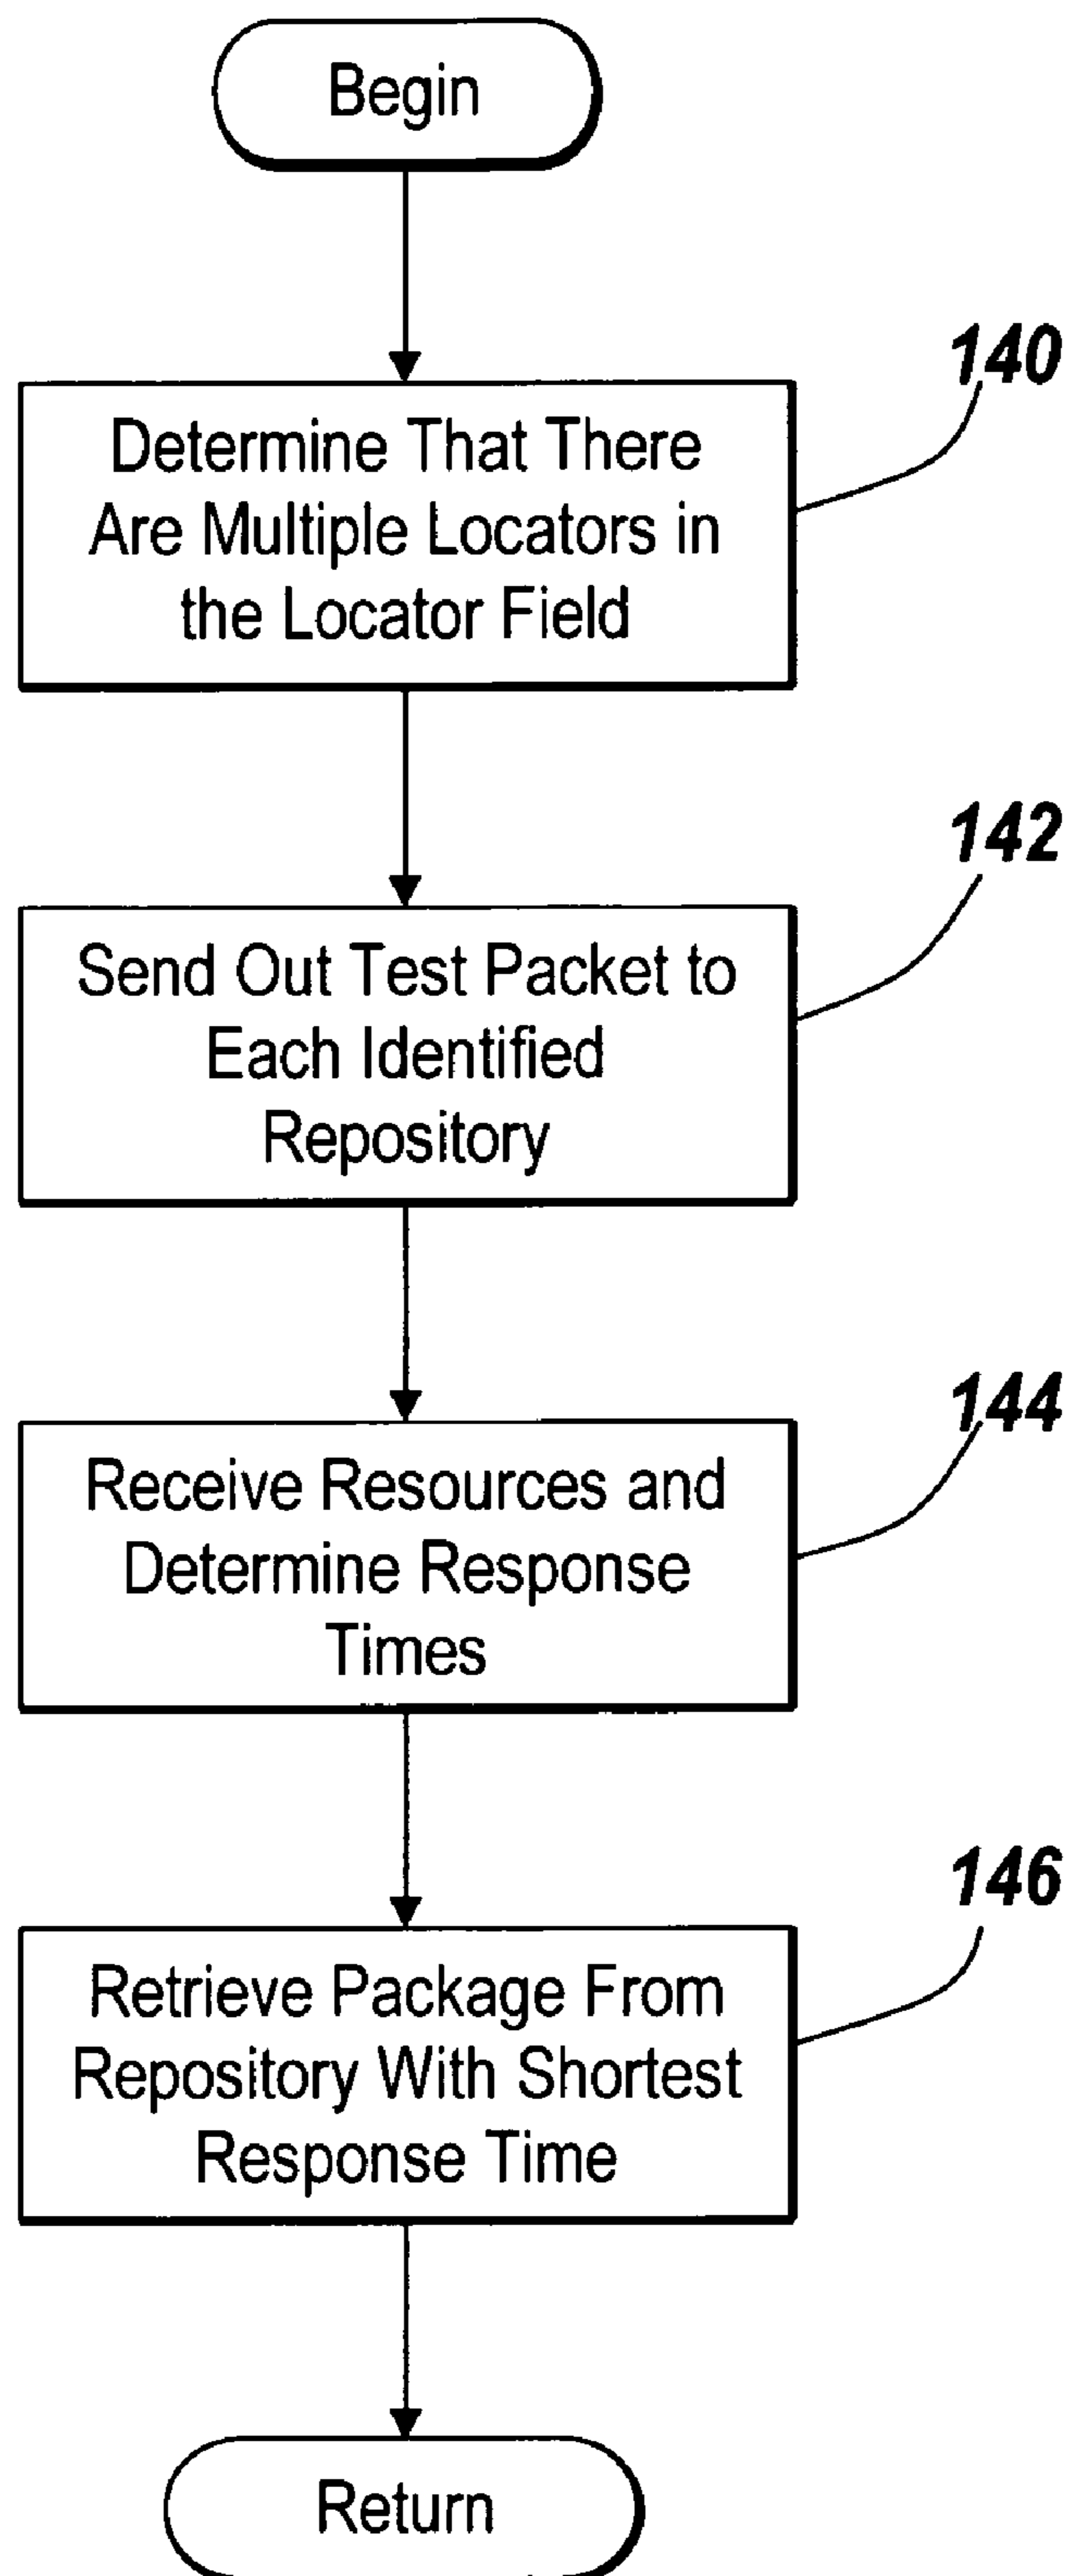 Begin
140
Determine That There
Are Multiple Locators in
the Locator Field
142
Send Out Test Packet to
Each Identified
Repository
144
Receive Resources and
Determine Response
Times
146
Retrieve Package From
Repository With Shortest
Response Time
Return